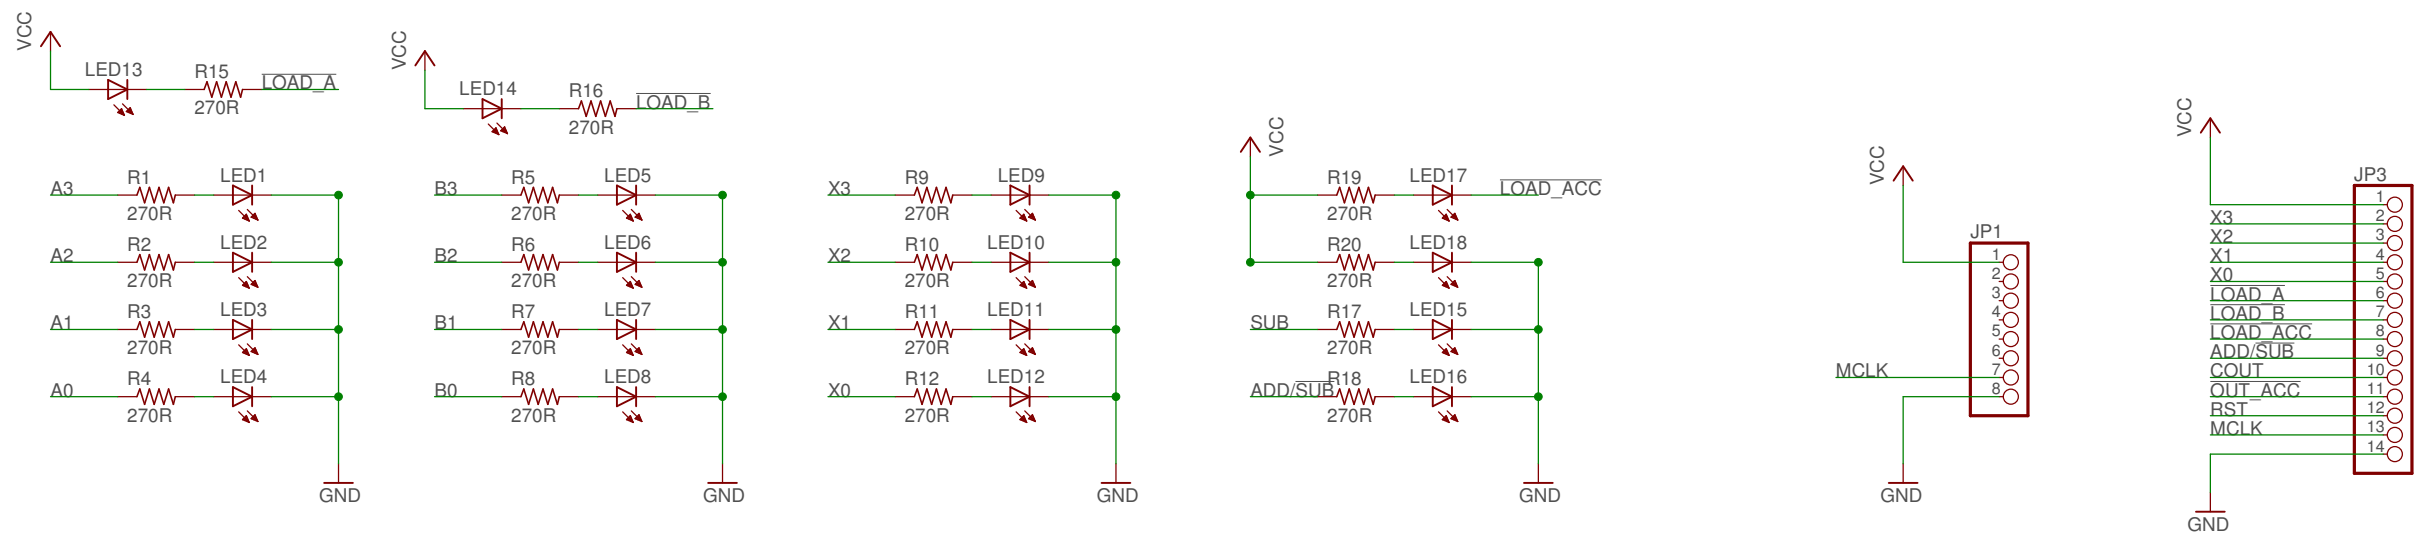 VCC
LED13 R15 LOAD_A
270R
VCC
LED14 R16 LOAD_B
270R
A3 R1 LED1
270R
A2 R2 LED2
270R
A1 R3 LED3
270R
A0 R4 LED4
270R
GND
B3 R5 LED5
270R
B2 R6 LED6
270R
B1 R7 LED7
270R
B0 R8 LED8
270R
GND
X3 R9 LED9
270R
X2 R10 LED10
270R
X1 R11 LED11
270R
X0 R12 LED12
270R
GND
VCC
R19 LED17 LOAD_ACC
270R
R20 LED18
270R
SUB R17 LED15
270R
ADD/SUB R18 LED16
270R
GND
VCC
JP1
1
2
3
4
5
6
MCLK 7
8
GND
VCC
JP3
1
X3 2
X2 3
X1 4
X0 5
LOAD_A 6
LOAD_B 7
LOAD_ACC 8
ADD/SUB 9
COUT 10
OUT_ACC 11
RST 12
MCLK 13
14
GND